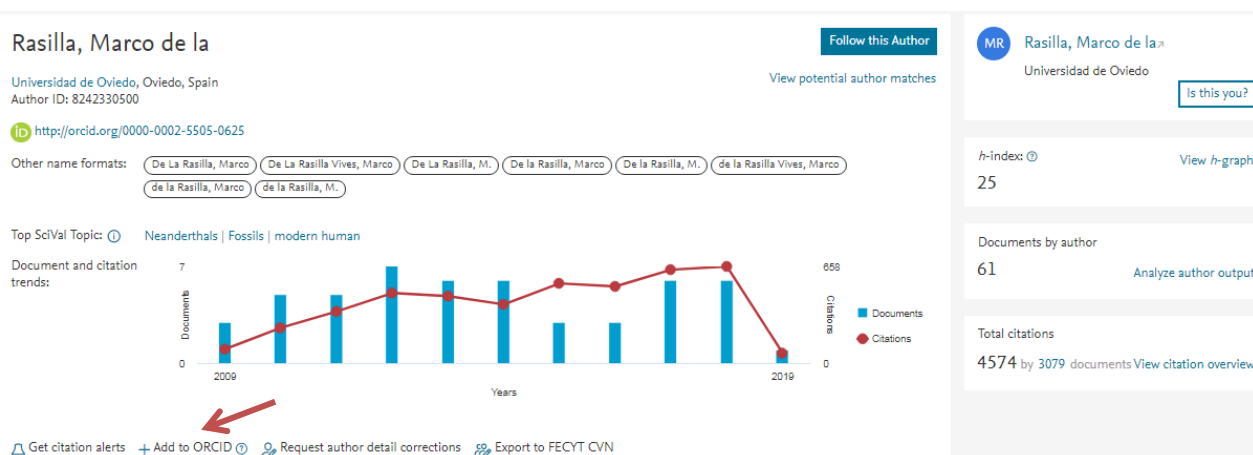 Rasilla, Marco de la
Follow this Author
Universidad de Oviedo, Oviedo, Spain
View potential author matches
Author ID: 8242330500
iD http://orcid.org/0000-0002-5505-0625
Other name formats: De La Rasilla, Marco De La Rasilla Vives, Marco De La Rasilla, M. De la Rasilla, Marco De la Rasilla, M. de la Rasilla Vives, Marco
de la Rasilla, Marco de la Rasilla, M.
Top SciVal Topic: Neanderthals | Fossils | modern human
Document and citation
trends:
7
658
Documents
Citations
Documents
Citations
0
0
2009
2019
Years
Get citation alerts + Add to ORCID Request author detail corrections Export to FECYT CVN
MR Rasilla, Marco de la
Universidad de Oviedo
Is this you?
h-index: View h-graph
25
Documents by author
61 Analyze author output
Total citations
4574 by 3079 documents View citation overview